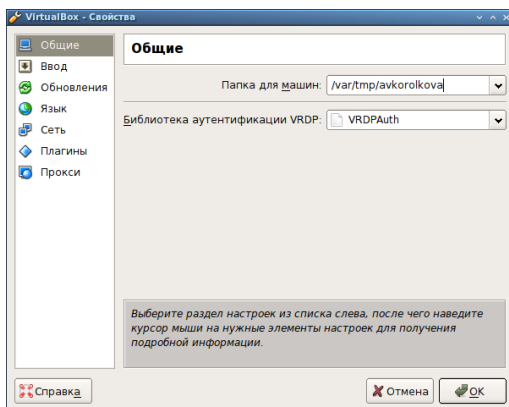 VirtualBox - Свойства
Общие
Ввод
Обновления
Язык
Сеть
Плагины
Прокси
Общие
Папка для машин: /var/tmp/avkorolkova
Библиотека аутентификации VRDP: VRDPAuth
Выберите раздел настроек из списка слева, после чего наведите
курсор мыши на нужные элементы настроек для получения
подробной информации.
Справка
Отмена
OK